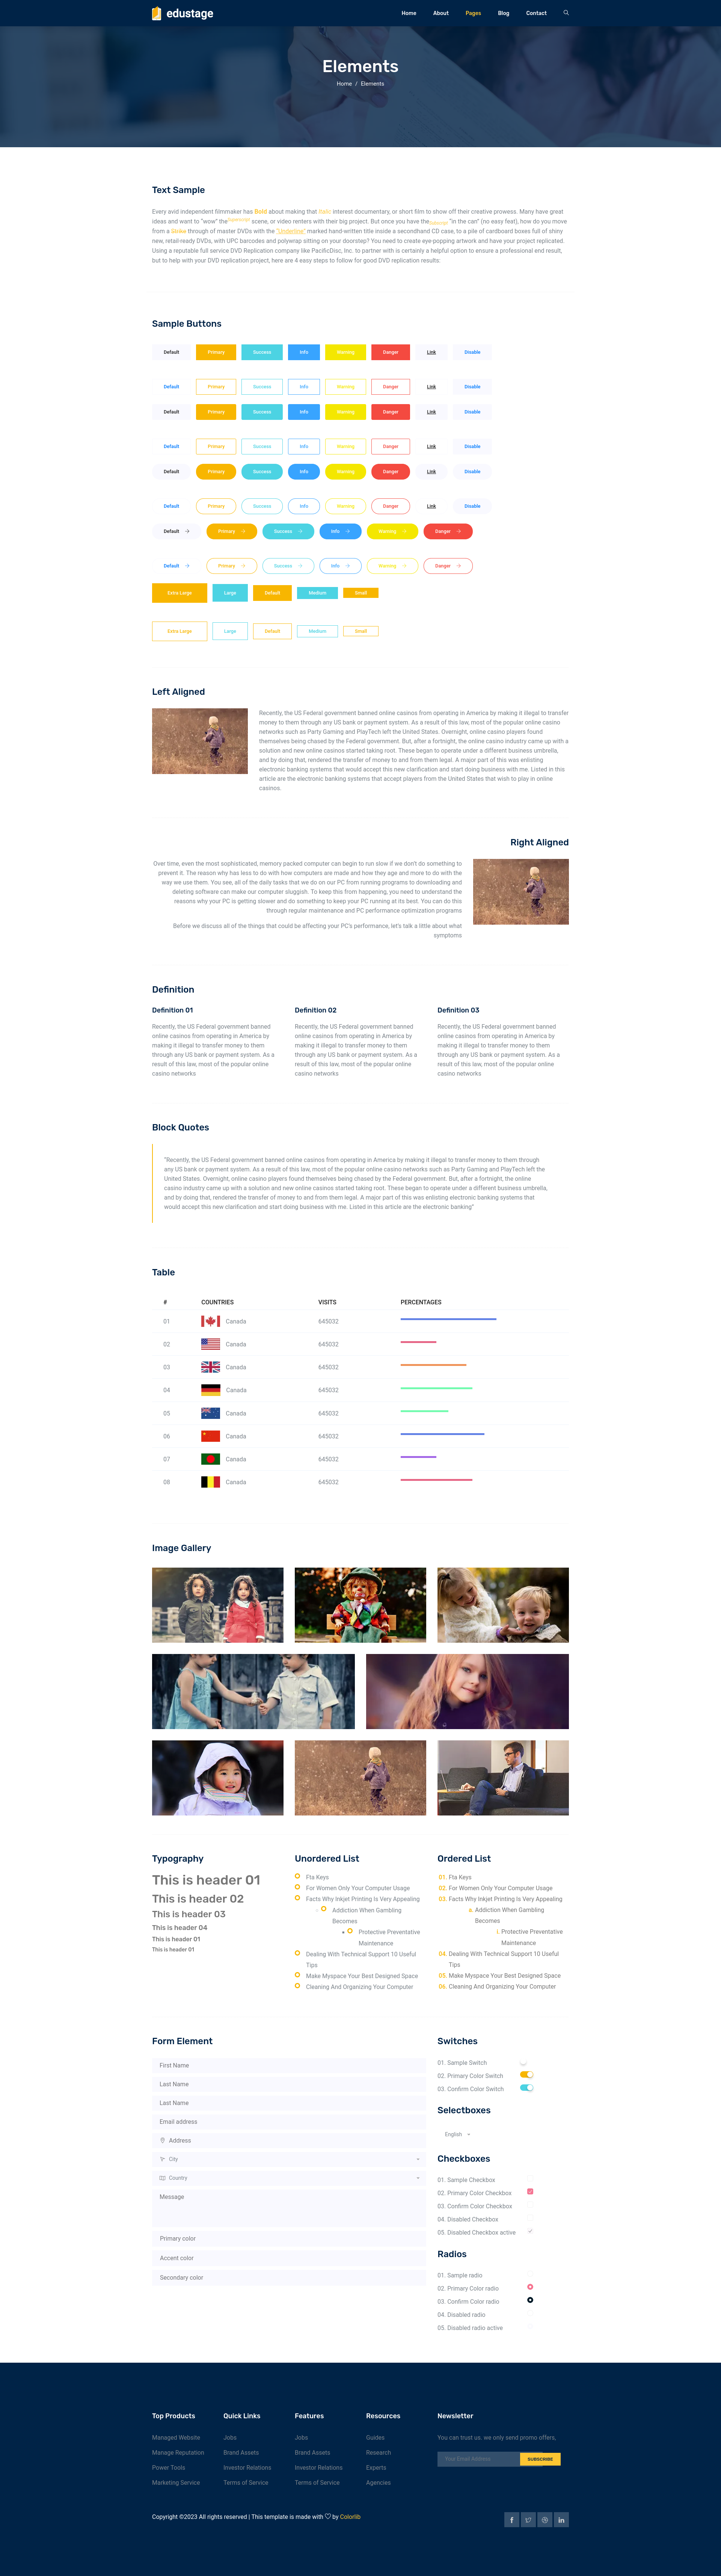 edustage
Home About Pages Blog Contact
Elements
Home / Elements
Text Sample
Every avid independent filmmaker has Bold about making that Italic interest documentary, or short film to show off their creative prowess. Many have great
ideas and want to “wow” the superscript scene, or video renters with their big project. But once you have the subscript “in the can” (no easy feat), how do you move
from a Strike through of master DVDs with the “Underline” marked hand-written title inside a secondhand CD case, to a pile of cardboard boxes full of shiny
new, retail-ready DVDs, with UPC barcodes and polywrap sitting on your doorstep? You need to create eye-popping artwork and have your project replicated.
Using a reputable full service DVD Replication company like PacificDisc, Inc. to partner with is certainly a helpful option to ensure a professional end result,
but to help with your DVD replication project, here are 4 easy steps to follow for good DVD replication results:
Sample Buttons
Default Primary Success Info Warning Danger Link Disable
Default Primary Success Info Warning Danger Link Disable
Default Primary Success Info Warning Danger Link Disable
Default Primary Success Info Warning Danger Link Disable
Default Primary Success Info Warning Danger Link Disable
Default Primary Success Info Warning Danger Link Disable
Default Primary Success Info Warning Danger
Default Primary Success Info Warning Danger
Extra Large Large Default Medium Small
Extra Large Large Default Medium Small
Left Aligned
Recently, the US Federal government banned online casinos from operating in America by making it illegal to transfer
money to them through any US bank or payment system. As a result of this law, most of the popular online casino
networks such as Party Gaming and PlayTech left the United States. Overnight, online casino players found
themselves being chased by the Federal government. But, after a fortnight, the online casino industry came up with a
solution and new online casinos started taking root. These began to operate under a different business umbrella,
and by doing that, rendered the transfer of money to and from them legal. A major part of this was enlisting
electronic banking systems that would accept this new clarification and start doing business with me. Listed in this
article are the electronic banking systems that accept players from the United States that wish to play in online
casinos.
Right Aligned
Over time, even the most sophisticated, memory packed computer can begin to run slow if we don’t do something to
prevent it. The reason why has less to do with how computers are made and how they age and more to do with the
way we use them. You see, all of the daily tasks that we do on our PC from running programs to downloading and
deleting software can make our computer sluggish. To keep this from happening, you need to understand the
reasons why your PC is getting slower and do something to keep your PC running at its best. You can do this
through regular maintenance and PC performance optimization programs
Before we discuss all of the things that could be affecting your PC’s performance, let’s talk a little about what
symptoms
Definition
Definition 01
Recently, the US Federal government banned
online casinos from operating in America by
making it illegal to transfer money to them
through any US bank or payment system. As a
result of this law, most of the popular online
casino networks
Definition 02
Recently, the US Federal government banned
online casinos from operating in America by
making it illegal to transfer money to them
through any US bank or payment system. As a
result of this law, most of the popular online
casino networks
Definition 03
Recently, the US Federal government banned
online casinos from operating in America by
making it illegal to transfer money to them
through any US bank or payment system. As a
result of this law, most of the popular online
casino networks
Block Quotes
“Recently, the US Federal government banned online casinos from operating in America by making it illegal to transfer money to them through
any US bank or payment system. As a result of this law, most of the popular online casino networks such as Party Gaming and PlayTech left the
United States. Overnight, online casino players found themselves being chased by the Federal government. But, after a fortnight, the online
casino industry came up with a solution and new online casinos started taking root. These began to operate under a different business umbrella,
and by doing that, rendered the transfer of money to and from them legal. A major part of this was enlisting electronic banking systems that
would accept this new clarification and start doing business with me. Listed in this article are the electronic banking”
Table
# COUNTRIES VISITS PERCENTAGES
01 Canada 645032
02 Canada 645032
03 Canada 645032
04 Canada 645032
05 Canada 645032
06 Canada 645032
07 Canada 645032
08 Canada 645032
Image Gallery
Typography
This is header 01
This is header 02
This is header 03
This is header 04
This is header 01
This is header 01
Unordered List
Fta Keys
For Women Only Your Computer Usage
Facts Why Inkjet Printing Is Very Appealing
Addiction When Gambling
Becomes
Protective Preventative
Maintenance
Dealing With Technical Support 10 Useful
Tips
Make Myspace Your Best Designed Space
Cleaning And Organizing Your Computer
Ordered List
01. Fta Keys
02. For Women Only Your Computer Usage
03. Facts Why Inkjet Printing Is Very Appealing
a. Addiction When Gambling
Becomes
i. Protective Preventative
Maintenance
04. Dealing With Technical Support 10 Useful
Tips
05. Make Myspace Your Best Designed Space
06. Cleaning And Organizing Your Computer
Form Element
First Name
Last Name
Last Name
Email address
Address
City
Country
Message
Primary color
Accent color
Secondary color
Switches
01. Sample Switch
02. Primary Color Switch
03. Confirm Color Switch
Selectboxes
English
Checkboxes
01. Sample Checkbox
02. Primary Color Checkbox
03. Confirm Color Checkbox
04. Disabled Checkbox
05. Disabled Checkbox active
Radios
01. Sample radio
02. Primary Color radio
03. Confirm Color radio
04. Disabled radio
05. Disabled radio active
Top Products
Managed Website
Manage Reputation
Power Tools
Marketing Service
Quick Links
Jobs
Brand Assets
Investor Relations
Terms of Service
Features
Jobs
Brand Assets
Investor Relations
Terms of Service
Resources
Guides
Research
Experts
Agencies
Newsletter
You can trust us. we only send promo offers,
Your Email Address
SUBSCRIBE
Copyright ©2023 All rights reserved | This template is made with by Colorlib